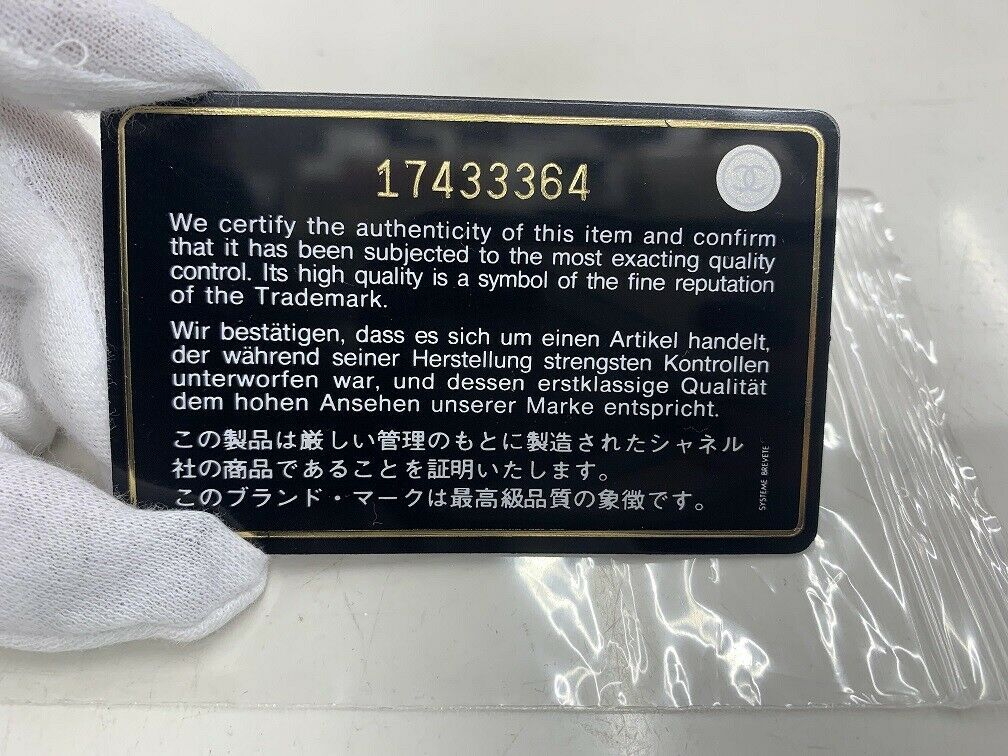 17433364
We certify the authenticity of this item and confirm
that it has been subjected to the most exacting quality
control. Its high quality is a symbol of the fine reputation
of the Trademark.
Wir bestätigen, dass es sich um einen Artikel handelt,
der während seiner Herstellung strengsten Kontrollen
unterworfen war, und dessen erstklassige Qualität
dem hohen Ansehen unserer Marke entspricht.
この製品は厳しい管理のもとに製造されたシャネル
社の商品であることを証明いたします。
このブランド・マークは最高級品質の象徴です。
SYSTEME BREVETE